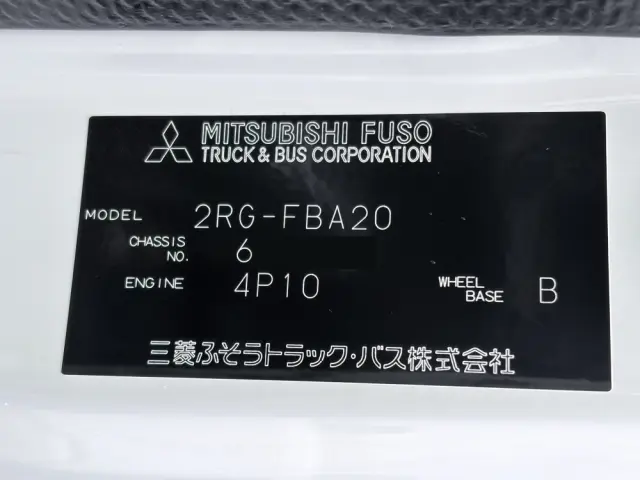 MITSUBISHI FUSO
TRUCK & BUS CORPORATION
MODEL 2RG-FBA20
CHASSIS NO. 6
ENGINE 4P10 WHEEL BASE B
三菱ふそうトラック・バス株式会社